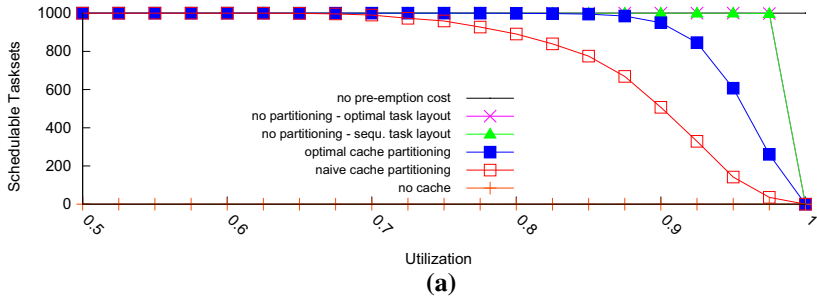 1000
800
600
400
200
0
Schedulable Tasksets
no pre-emption cost
no partitioning - optimal task layout
no partitioning - sequ. task layout
optimal cache partitioning
naive cache partitioning
no cache
0.5 0.6 0.7 0.8 0.9 1
Utilization
(a)